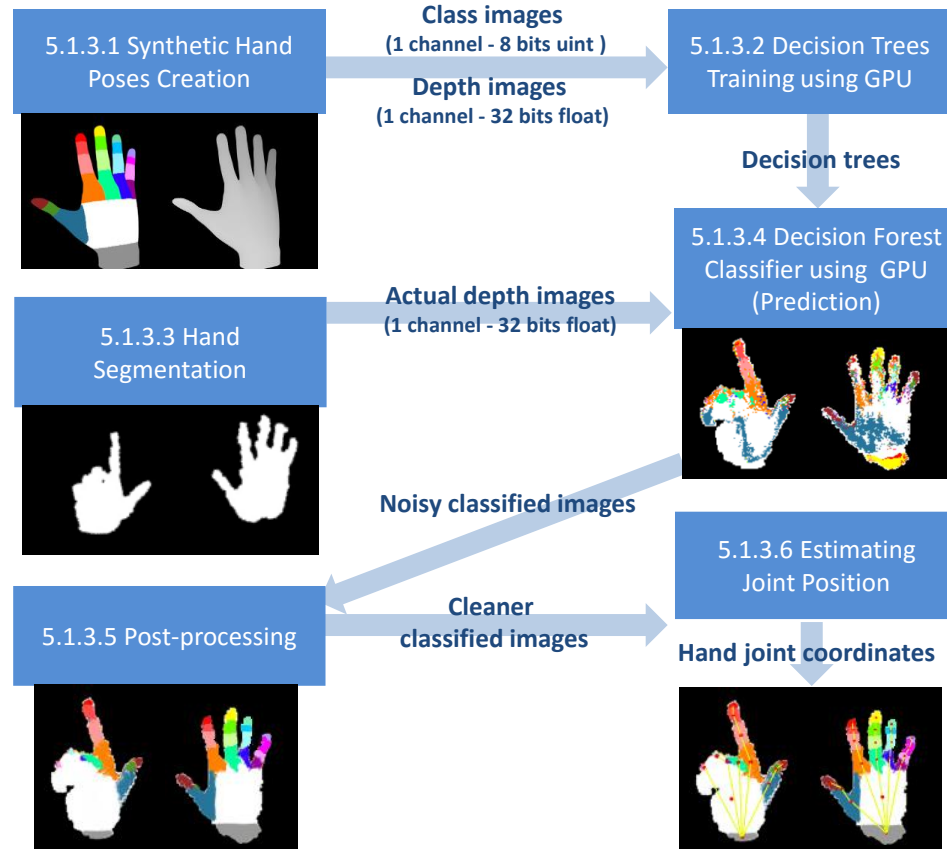 5.1.3.1 Synthetic Hand
Poses Creation
Class images
(1 channel - 8 bits uint )
Depth images
(1 channel - 32 bits float)
5.1.3.2 Decision Trees
Training using GPU
Decision trees
5.1.3.4 Decision Forest
Classifier using GPU
(Prediction)
Actual depth images
(1 channel - 32 bits float)
5.1.3.3 Hand
Segmentation
Noisy classified images
5.1.3.5 Post-processing
Cleaner
classified images
5.1.3.6 Estimating
Joint Position
Hand joint coordinates